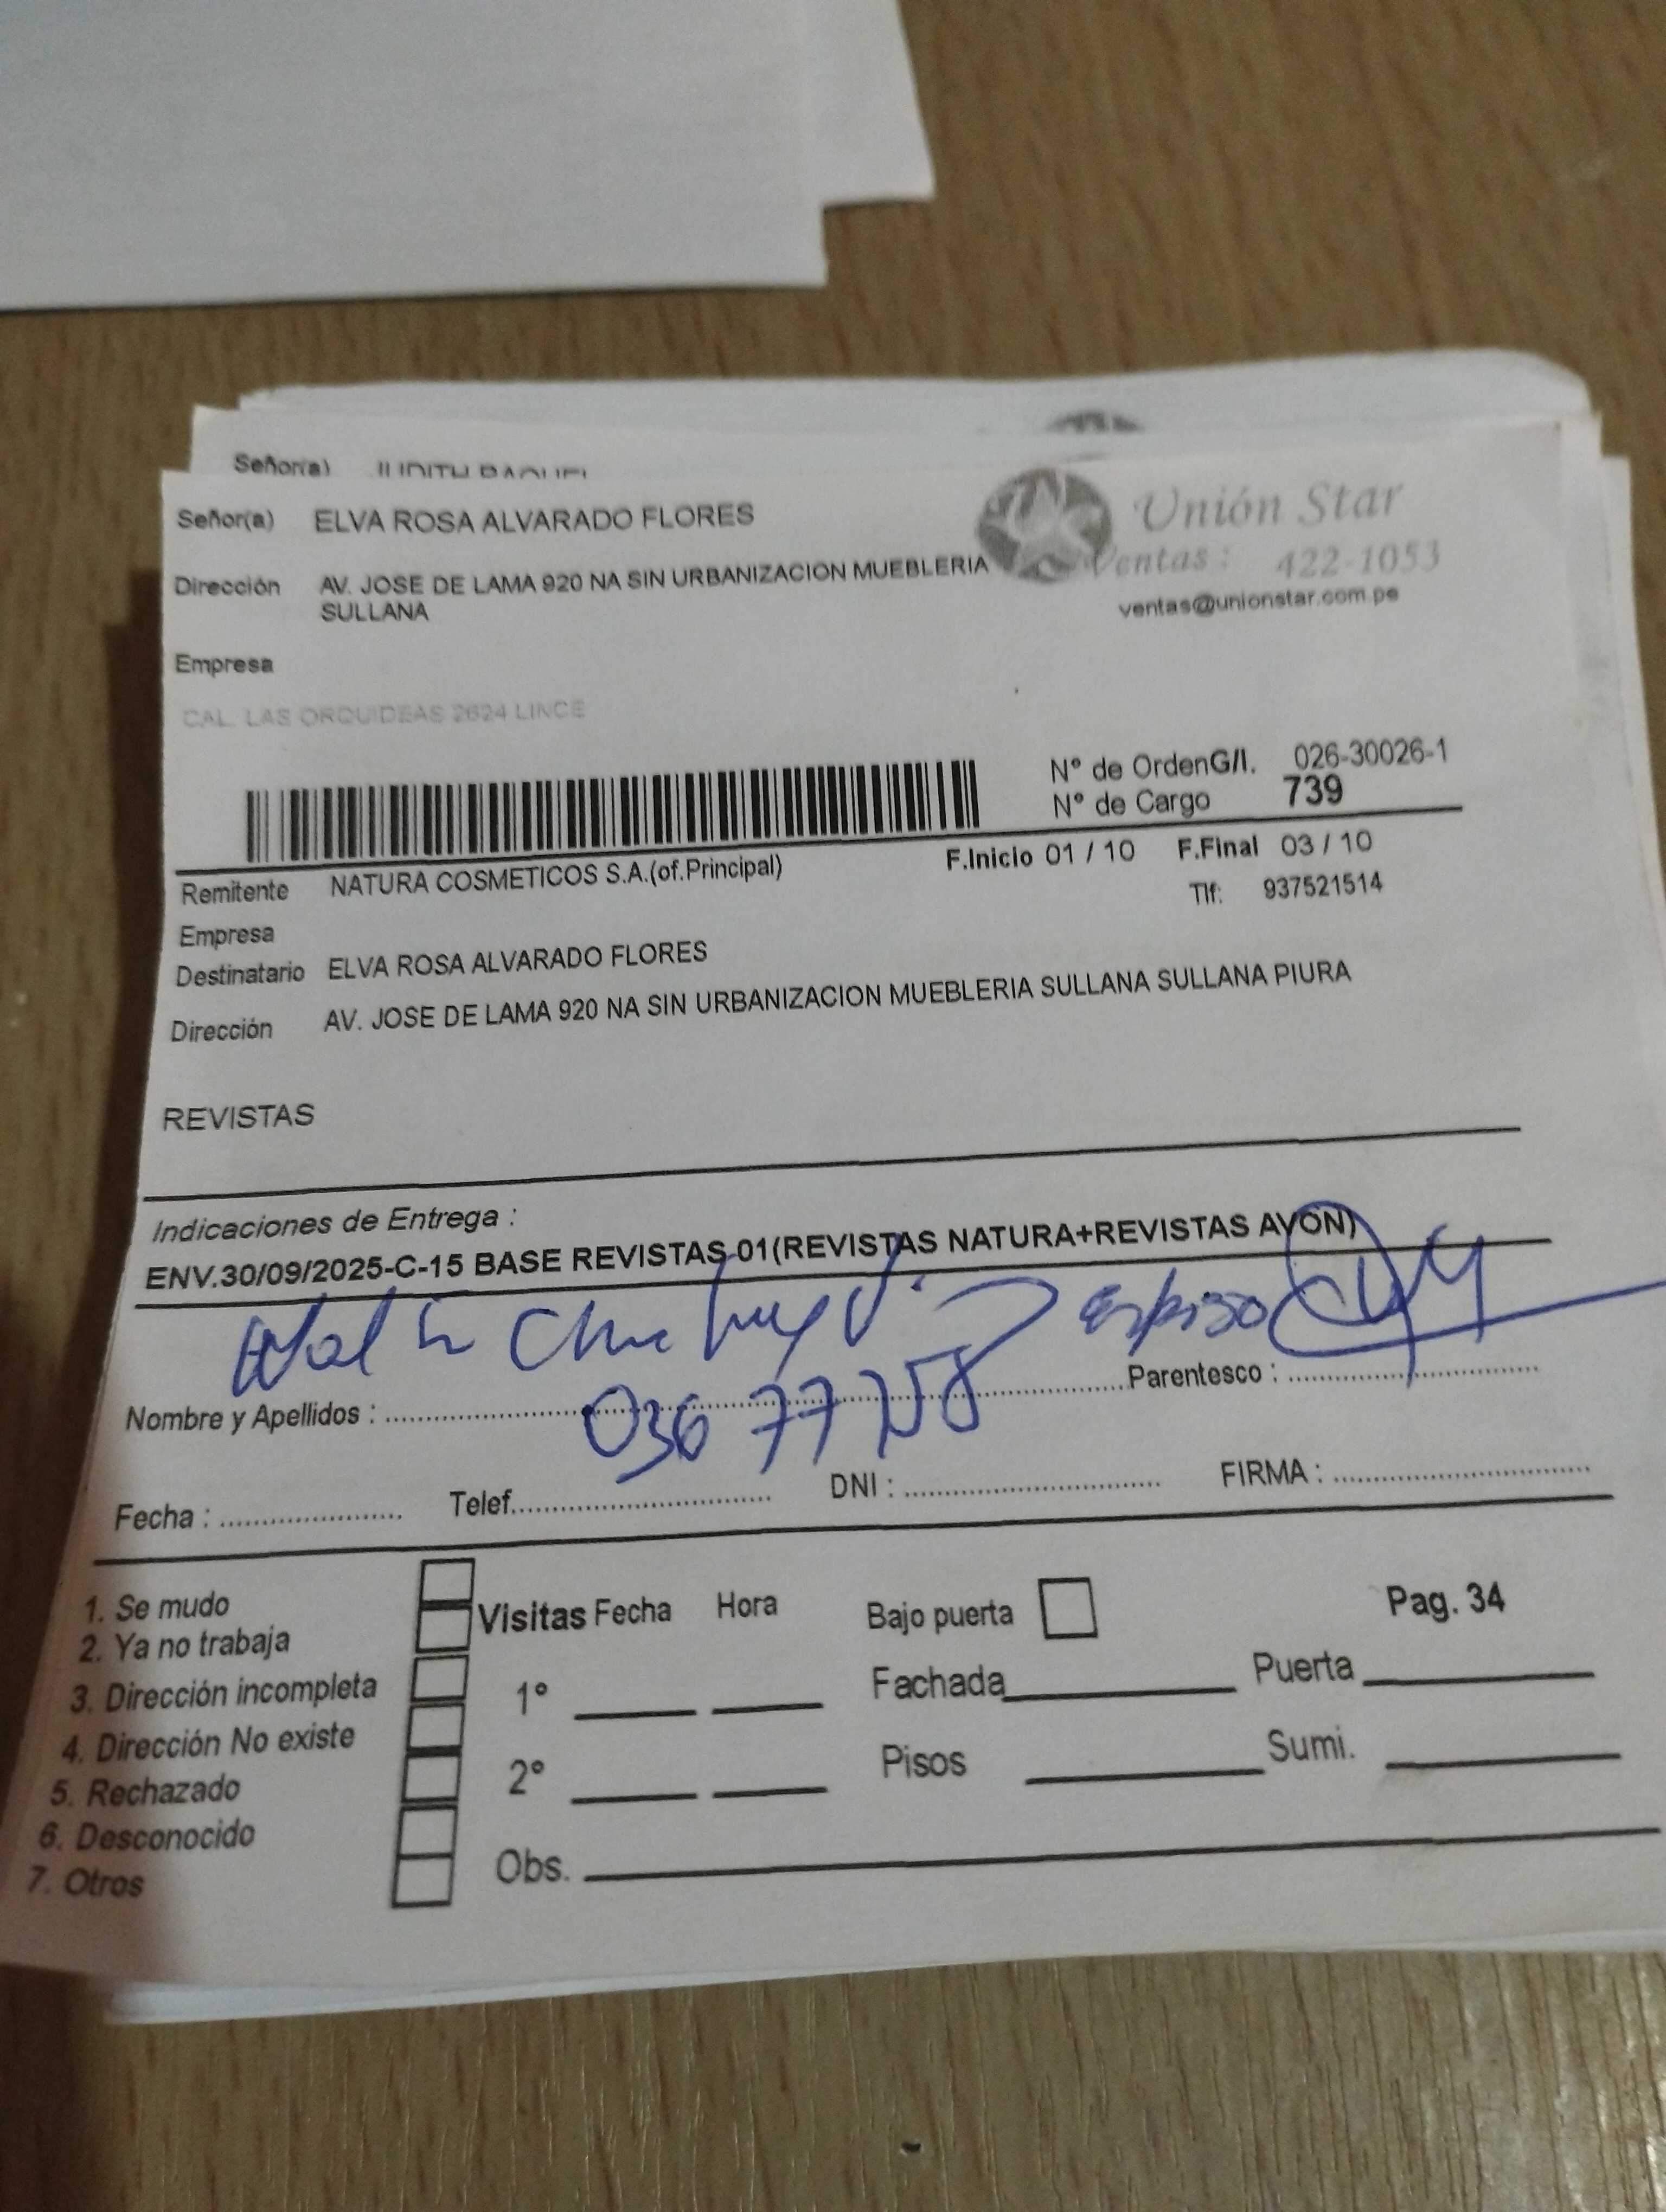 Señor(a)
Señor(a) ELVA ROSA ALVARADO FLORES
Unión Star
Dirección AV. JOSE DE LAMA 920 NA SIN URBANIZACION MUEBLERIA
SULLANA
Ventas: 422-1053
ventas@unionstar.com.pe
Empresa
CAL. LAS ORQUIDEAS 2624 LINCE
N° de OrdenG/I. 026-30026-1
N° de Cargo 739
F.Inicio 01 / 10 F.Final 03 / 10
Remitente NATURA COSMETICOS S.A.(of.Principal)
Tlf: 937521514
Empresa
Destinatario ELVA ROSA ALVARADO FLORES
Dirección AV. JOSE DE LAMA 920 NA SIN URBANIZACION MUEBLERIA SULLANA SULLANA PIURA
REVISTAS
Indicaciones de Entrega :
ENV.30/09/2025-C-15 BASE REVISTAS 01(REVISTAS NATURA+REVISTAS AVON)
Nombre y Apellidos : Parentesco :
Fecha : Telef. DNI : FIRMA :
1. Se mudo
2. Ya no trabaja
3. Dirección incompleta
4. Dirección No existe
5. Rechazado
6. Desconocido
7. Otros
Visitas Fecha Hora
1°
2°
Obs.
Bajo puerta Pag. 34
Fachada Puerta
Pisos Sumi.